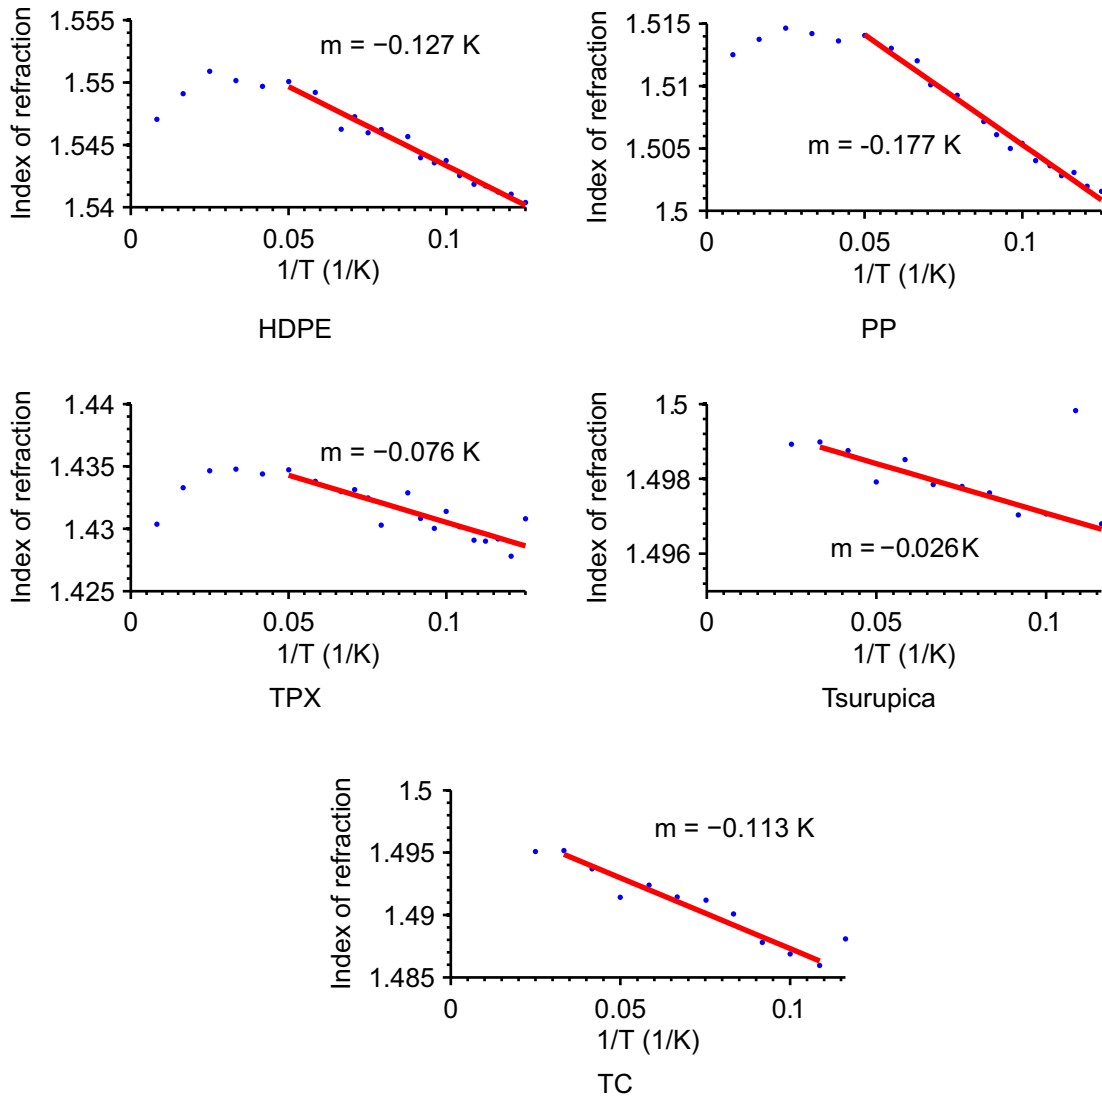 Index of refraction
1.555
1.55
1.545
1.54
m = −0.127 K
0
0.05
0.1
1/T (1/K)
HDPE
Index of refraction
1.515
1.51
1.505
1.5
m = -0.177 K
0
0.05
0.1
1/T (1/K)
PP
Index of refraction
1.44
1.435
1.43
1.425
m = −0.076 K
0
0.05
0.1
1/T (1/K)
TPX
Index of refraction
1.5
1.498
1.496
m = −0.026K
0
0.05
0.1
1/T (1/K)
Tsurupica
Index of refraction
1.5
1.495
1.49
1.485
m = −0.113 K
0
0.05
0.1
1/T (1/K)
TC